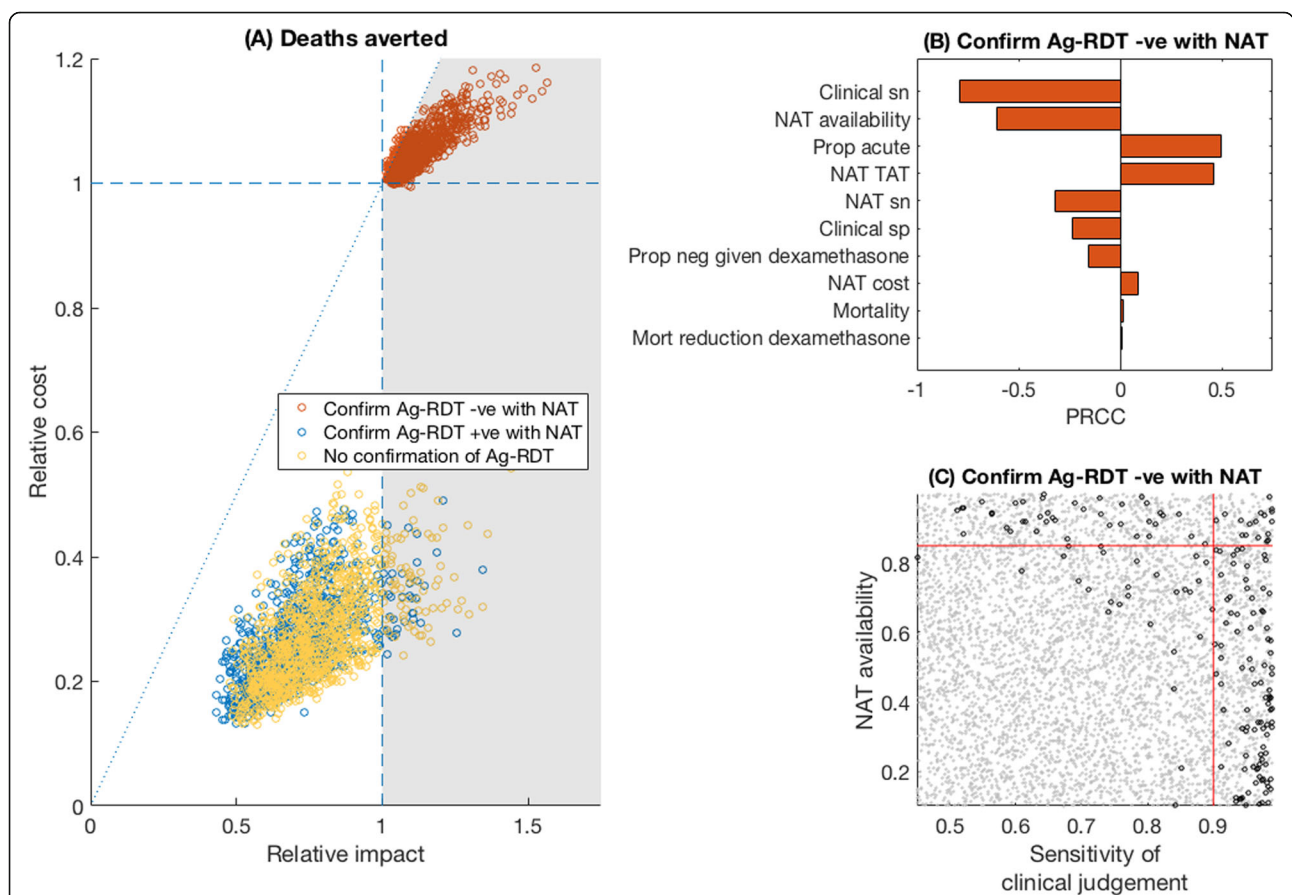 (A) Deaths averted
1.2
1
0.8
0.6
0.4
0.2
0
Relative cost
Confirm Ag-RDT -ve with NAT
Confirm Ag-RDT +ve with NAT
No confirmation of Ag-RDT
0
0.5
1
1.5
Relative impact
(B) Confirm Ag-RDT -ve with NAT
Clinical sn
NAT availability
Prop acute
NAT TAT
NAT sn
Clinical sp
Prop neg given dexamethasone
NAT cost
Mortality
Mort reduction dexamethasone
-1
-0.5
0
0.5
PRCC
(C) Confirm Ag-RDT -ve with NAT
NAT availability
0.8
0.6
0.4
0.2
0.5
0.6
0.7
0.8
0.9
Sensitivity of
clinical judgement